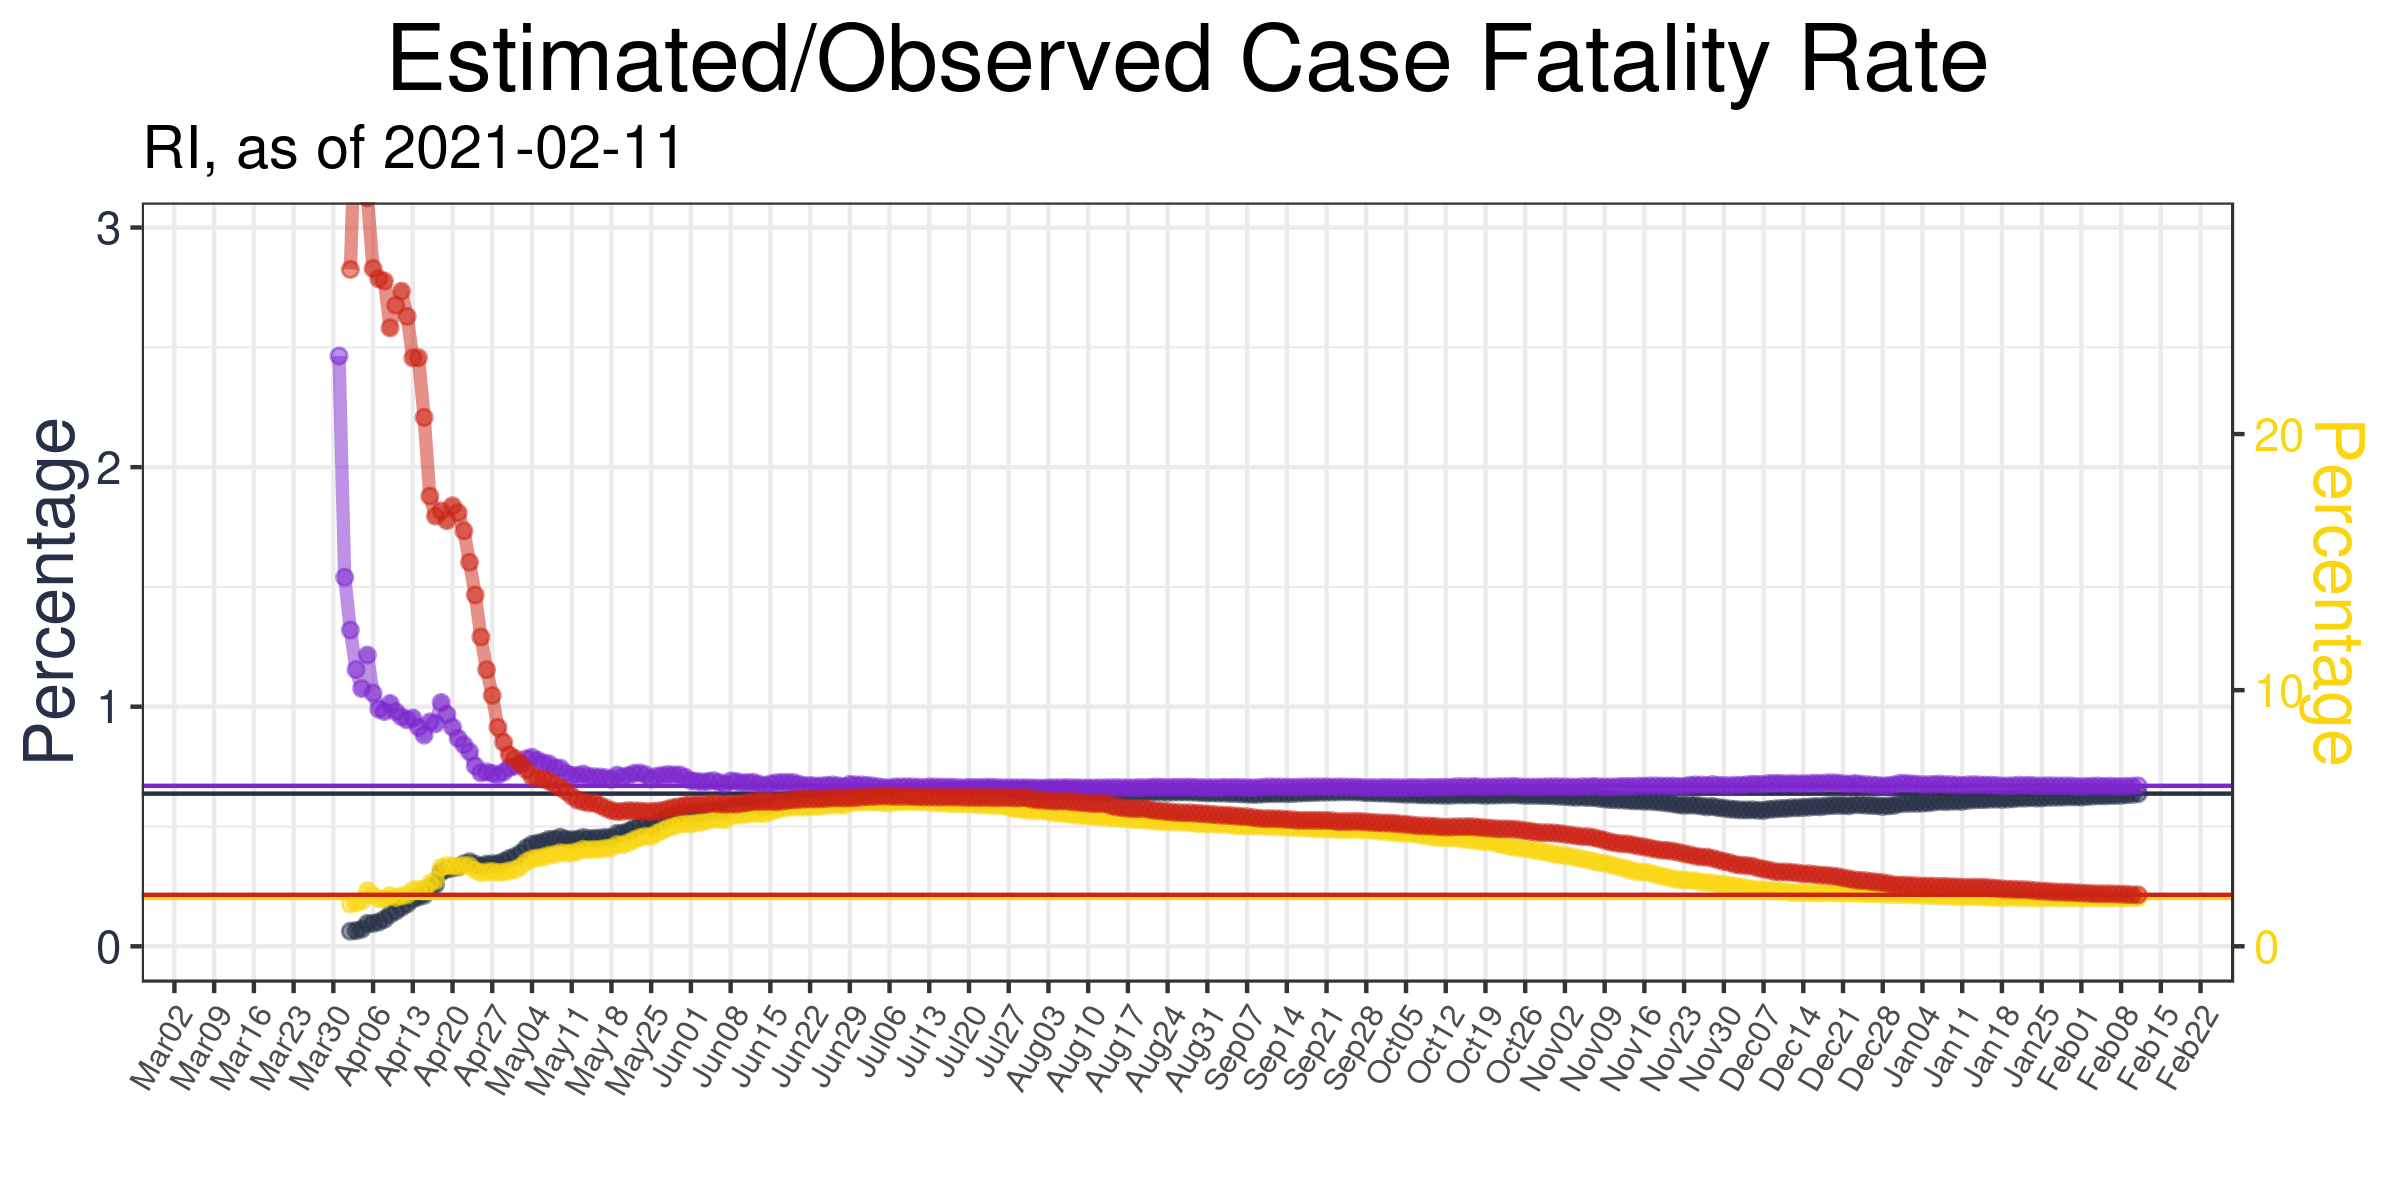 Estimated/Observed Case Fatality Rate
RI, as of 2021-02-11
Percentage
3
2
1
0
20
10
0
Percentage
Mar02
Mar09
Mar16
Mar23
Mar30
Apr06
Apr13
Apr20
Apr27
May04
May11
May18
May25
Jun01
Jun08
Jun15
Jun22
Jun29
Jul06
Jul13
Jul20
Jul27
Aug03
Aug10
Aug17
Aug24
Aug31
Sep07
Sep14
Sep21
Sep28
Oct05
Oct12
Oct19
Oct26
Nov02
Nov09
Nov16
Nov23
Nov30
Dec07
Dec14
Dec21
Dec28
Jan04
Jan11
Jan18
Jan25
Feb01
Feb08
Feb15
Feb22